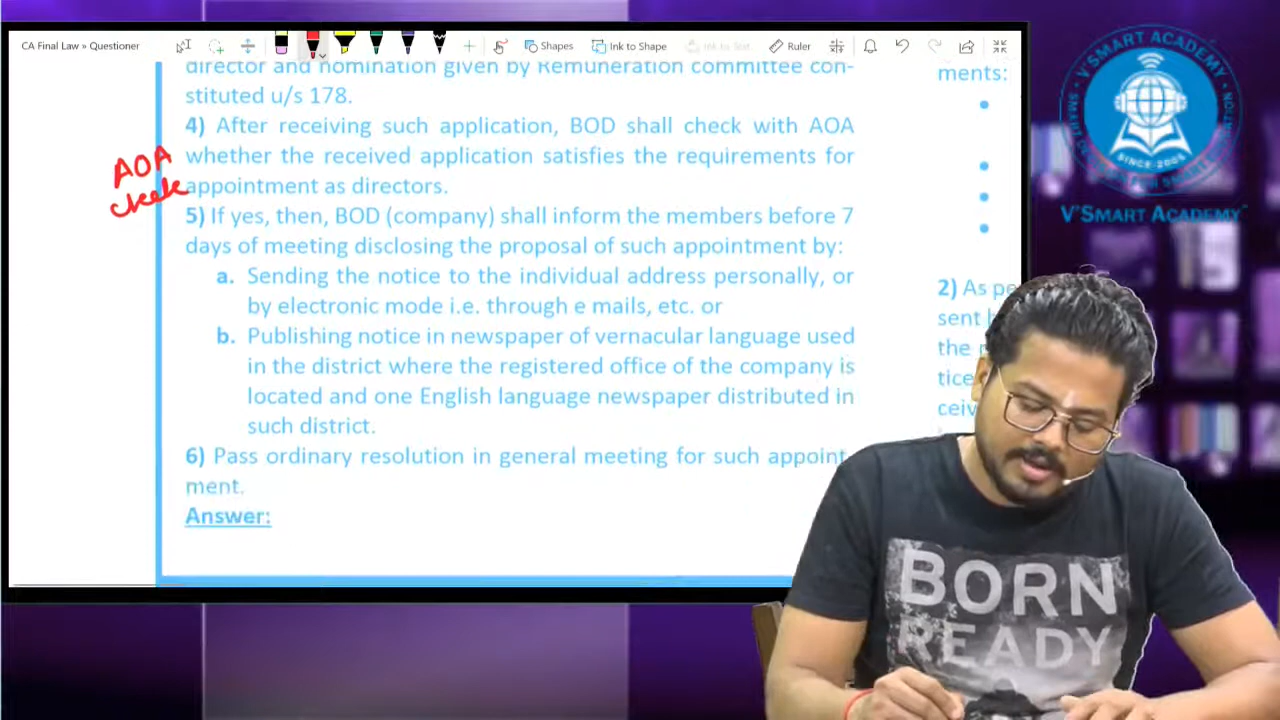 CA Final Law » Questioner
Shapes
Ink to Shape
Ink to Text
Ruler
director and nomination given by Remuneration committee con-
stituted u/s 178.
4) After receiving such application, BOD shall check with AOA
whether the received application satisfies the requirements for
appointment as directors.
AOA
check
5) If yes, then, BOD (company) shall inform the members before 7
days of meeting disclosing the proposal of such appointment by:
a. Sending the notice to the individual address personally, or
by electronic mode i.e. through e mails, etc. or
b. Publishing notice in newspaper of vernacular language used
in the district where the registered office of the company is
located and one English language newspaper distributed in
such district.
6) Pass ordinary resolution in general meeting for such appoint-
ment.
Answer:
ments:
2) As pe
sent
the
tice
ceiv
V'SMART ACADEMY
SINCE-2006
V'SMART ACADEMY
BORN
READY